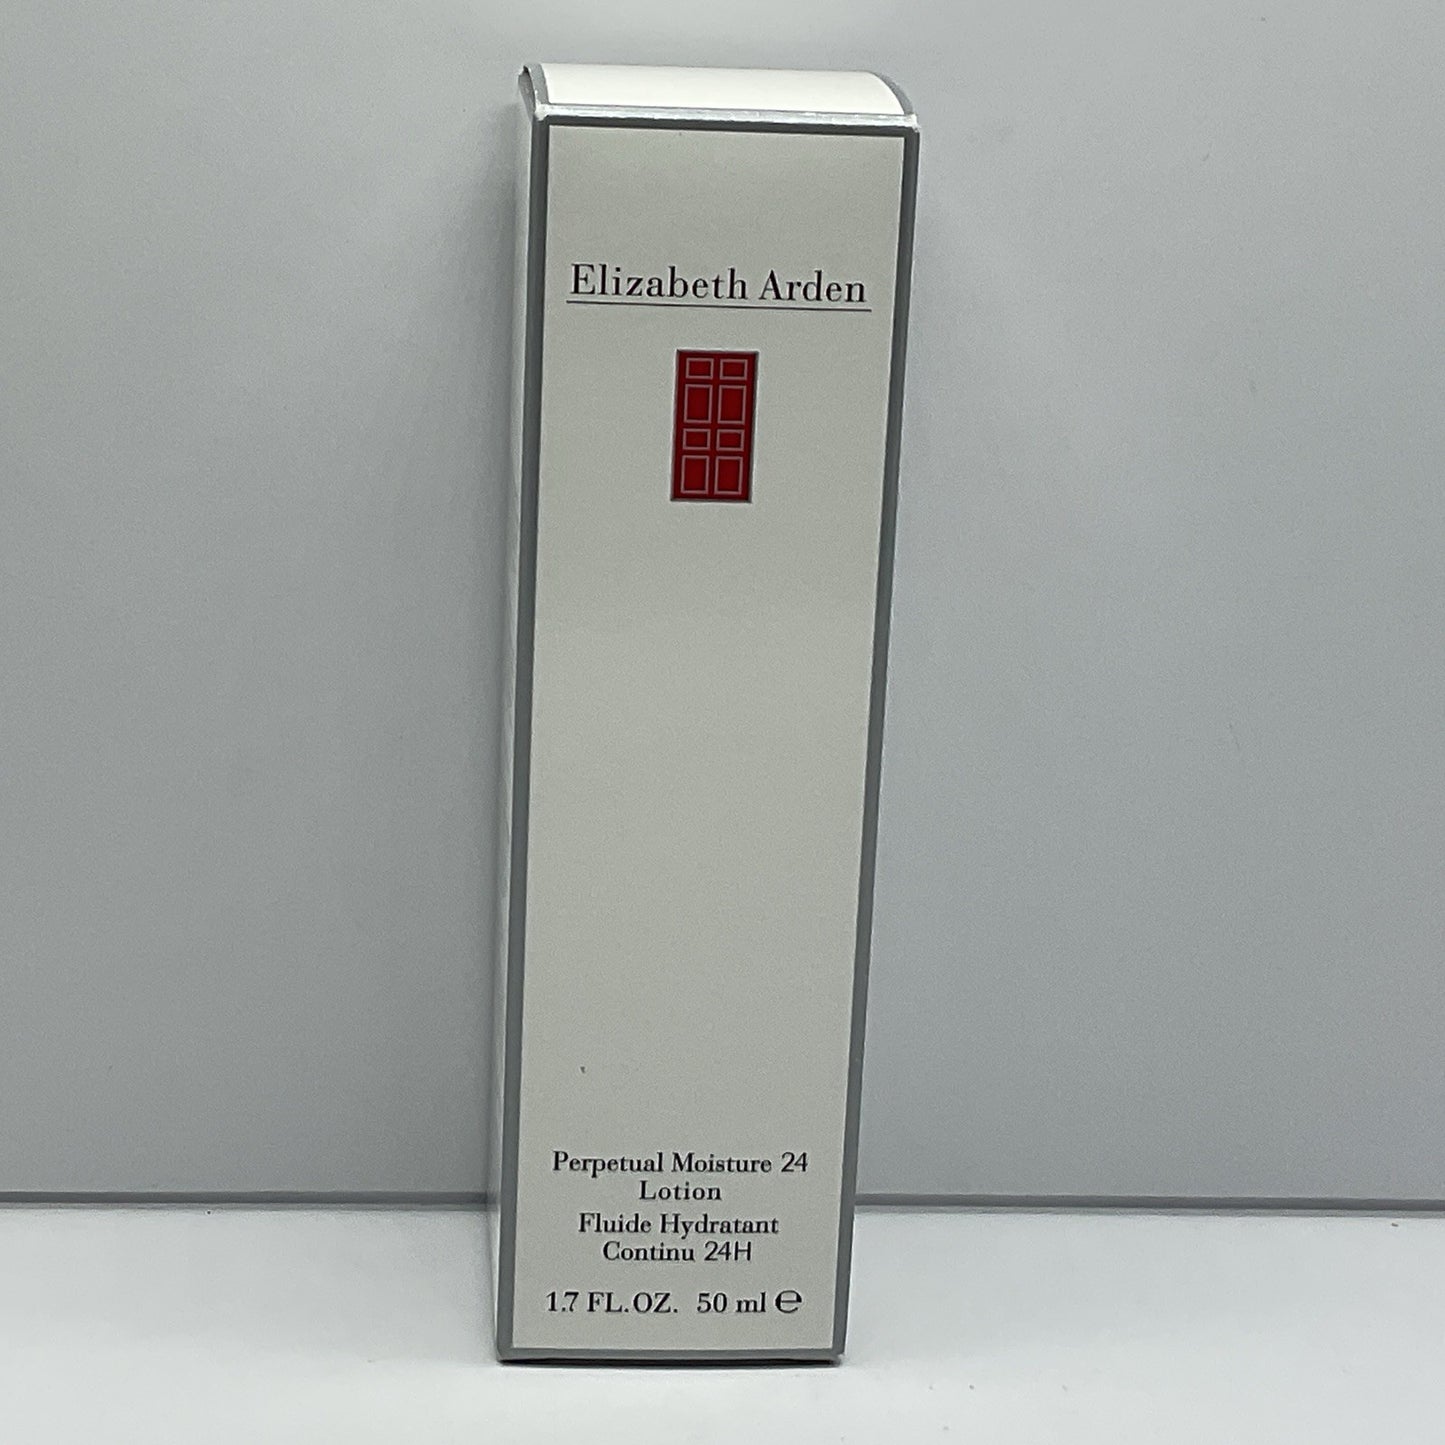 Elizabeth Arden
Perpetual Moisture 24
Lotion
Fluide Hydratant
Continu 24H
1.7 FL.OZ. 50 ml ℮